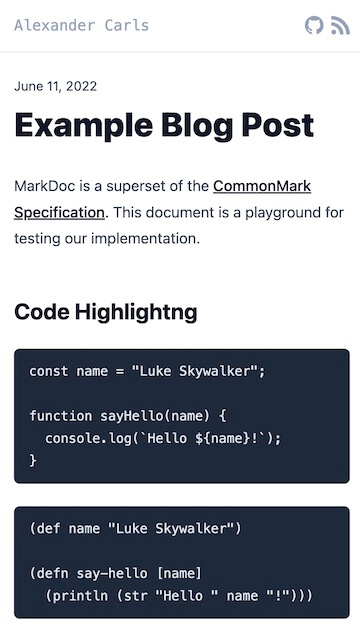 Alexander Carls
June 11, 2022
Example Blog Post
MarkDoc is a superset of the CommonMark
Specification. This document is a playground for
testing our implementation.
Code Highlightng
const name = "Luke Skywalker";
function sayHello(name) {
  console.log(`Hello ${name}!`);
}
(def name "Luke Skywalker")
(defn say-hello [name]
  (println (str "Hello " name "!")))